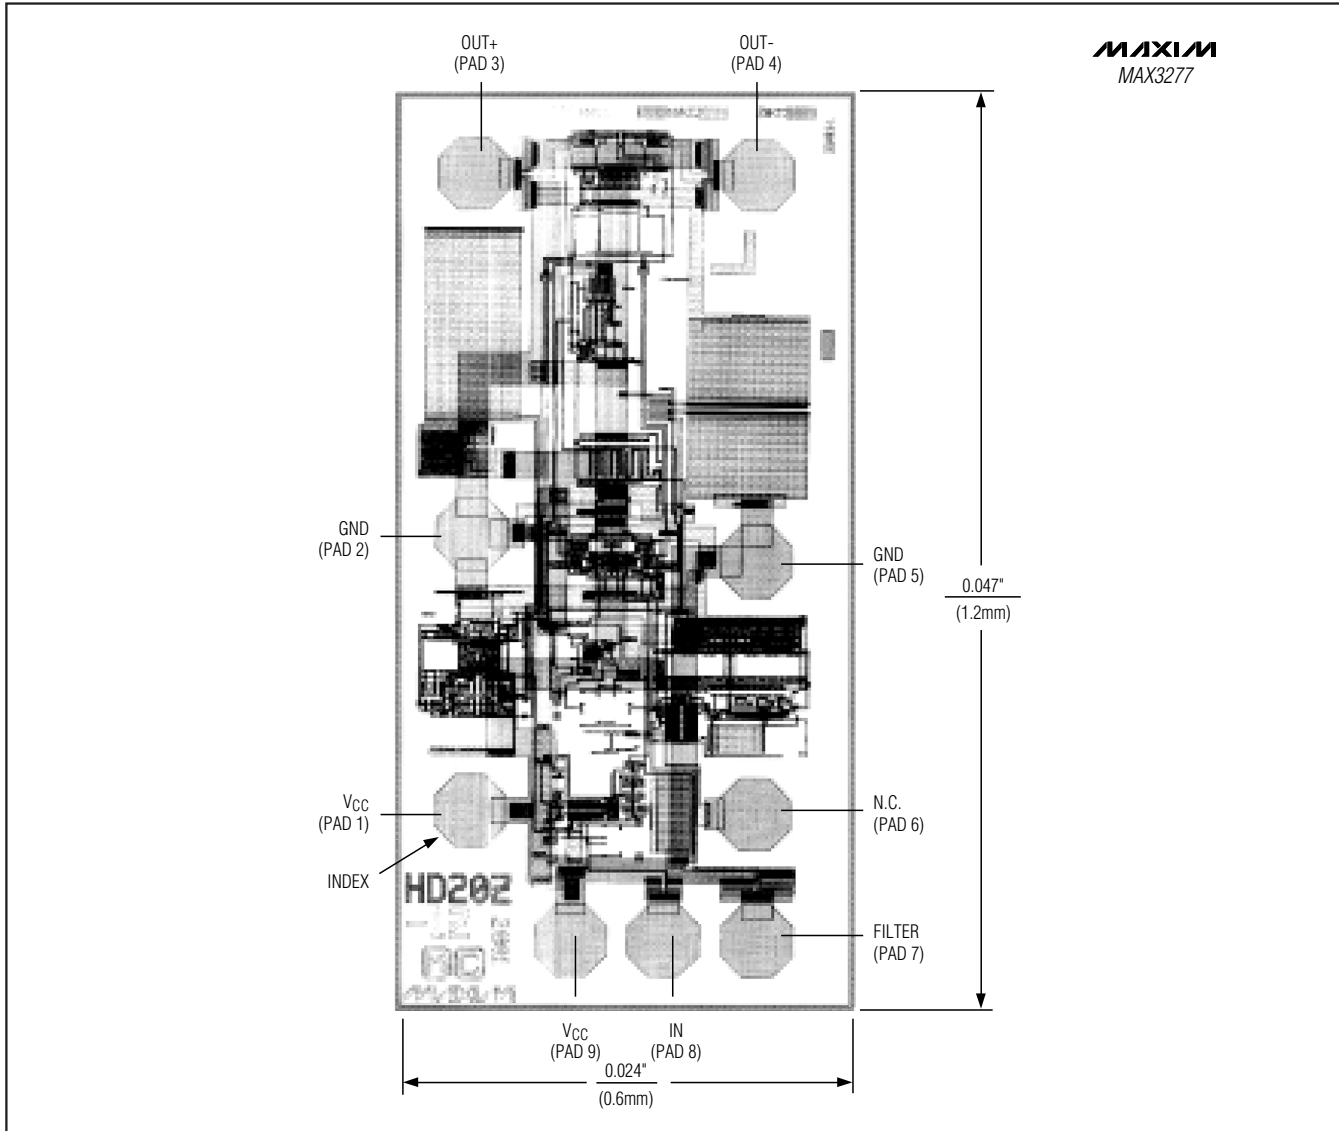 OUT+
(PAD 3)
OUT-
(PAD 4)
MAXIM
MAX3277
GND
(PAD 2)
GND
(PAD 5)
0.047"
(1.2mm)
VCC
(PAD 1)
INDEX
N.C.
(PAD 6)
HD202
FILTER
(PAD 7)
VCC
(PAD 9)
IN
(PAD 8)
0.024"
(0.6mm)